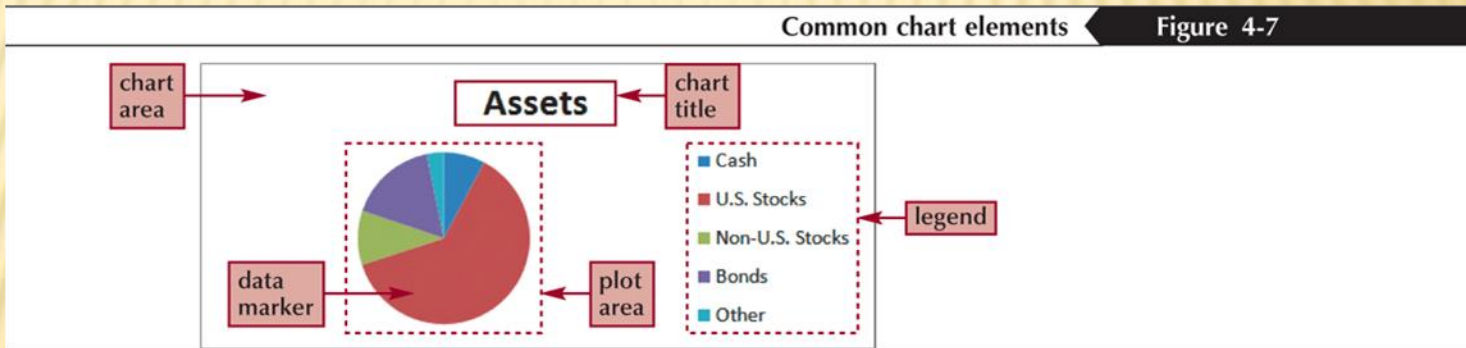 Common chart elements
Figure 4-7
chart
area
Assets
chart
title
Cash
U.S. Stocks
Non-U.S. Stocks
Bonds
Other
legend
data
marker
plot
area